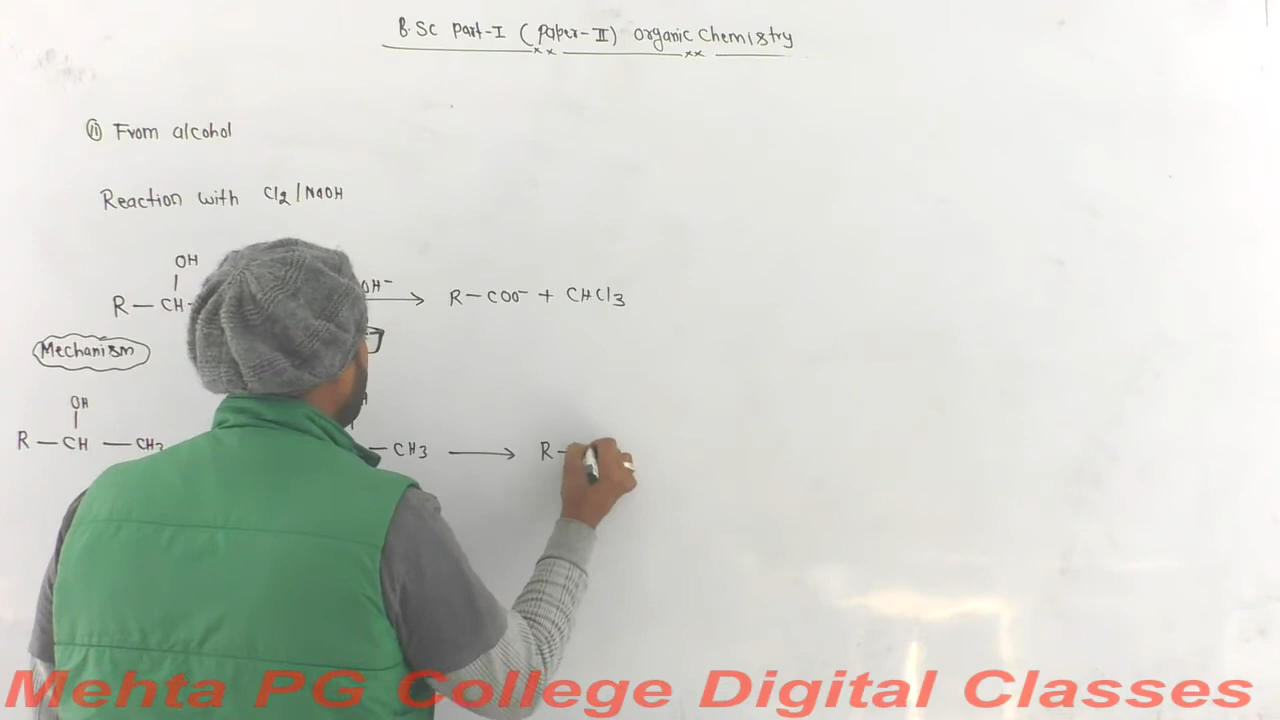 B.Sc Part-I (Paper-II) Organic Chemistry
(ii) From alcohol
Reaction with Cl2/NaOH
OH
R — CH- OH⁻ → R — COO⁻ + CHCl3
Mechanism
OH
R — CH — CH3 — CH3 → R —
Mehta PG College Digital Classes